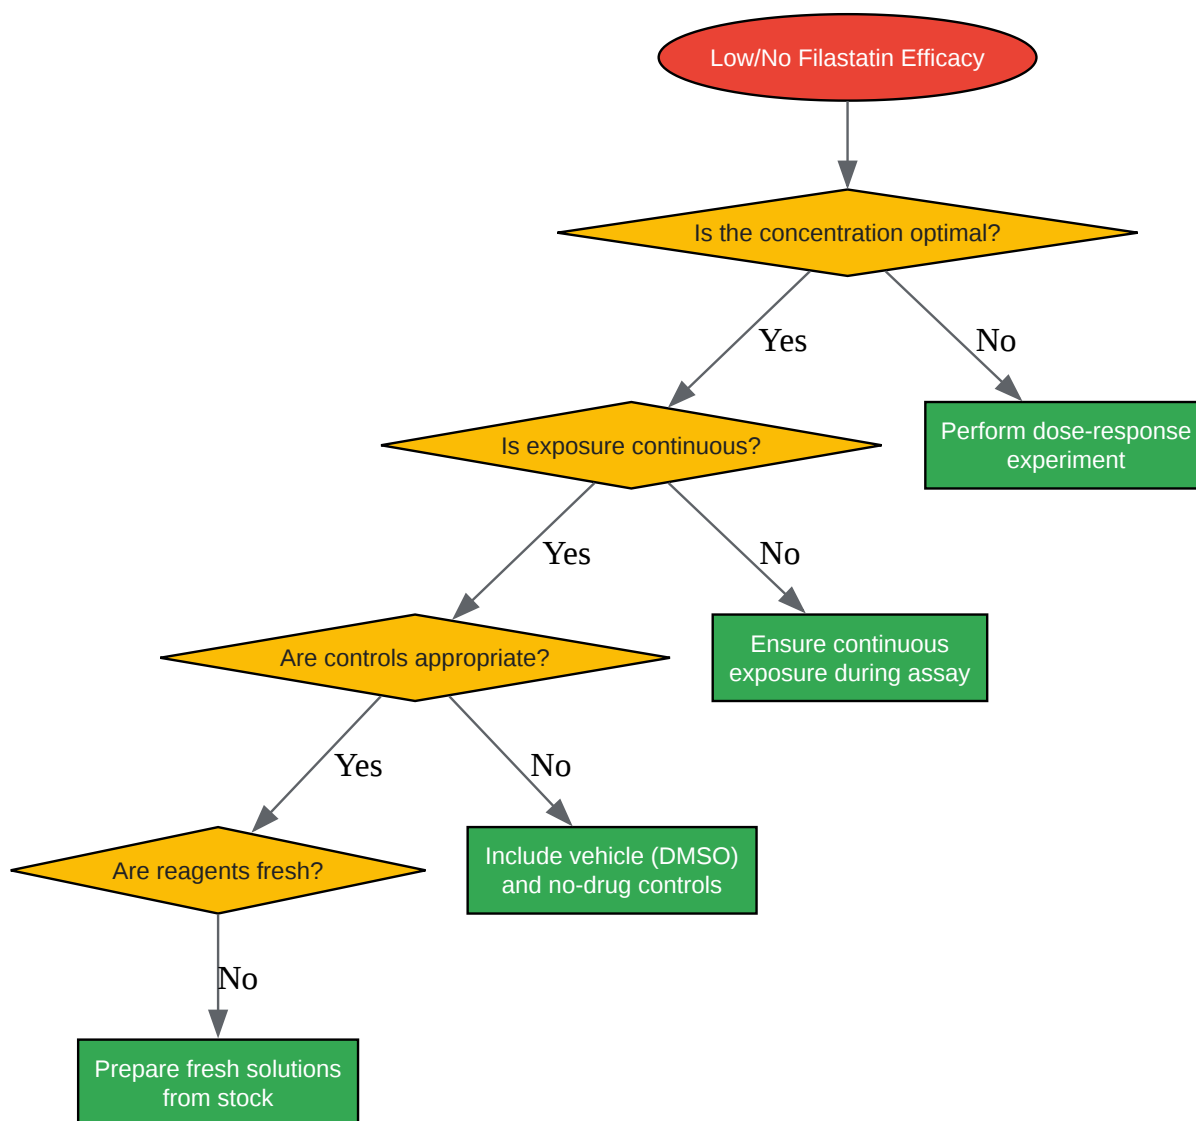 Low/No Filastatin Efficacy
Is the concentration optimal?
Yes
No
Is exposure continuous?
Perform dose-response
experiment
Yes
No
Are controls appropriate?
Ensure continuous
exposure during assay
Yes
No
Are reagents fresh?
Include vehicle (DMSO)
and no-drug controls
No
Prepare fresh solutions
from stock